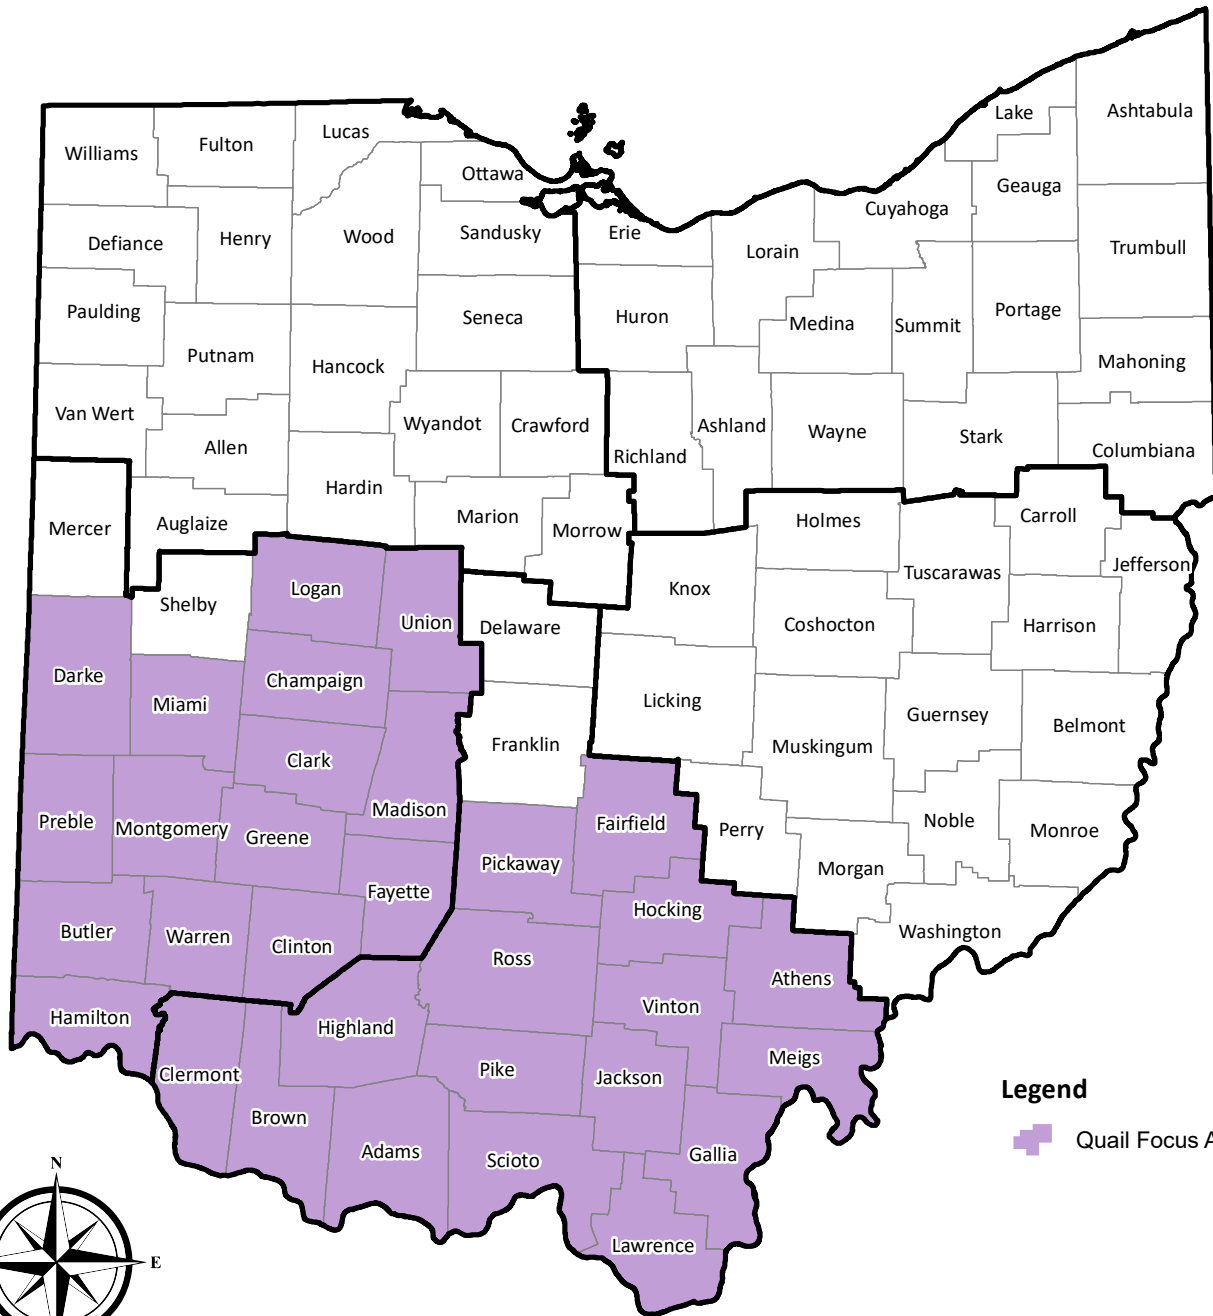 Lake
Ashtabula
Lucas
Fulton
Williams
Ottawa
Geauga
Cuyahoga
Erie
Sandusky
Wood
Henry
Defiance
Lorain
Trumbull
Paulding
Seneca
Huron
Medina
Summit
Portage
Putnam
Hancock
Mahoning
Van Wert
Allen
Wyandot
Crawford
Richland
Ashland
Wayne
Stark
Columbiana
Hardin
Mercer
Auglaize
Marion
Morrow
Holmes
Carroll
Jefferson
Tuscarawas
Knox
Logan
Shelby
Union
Delaware
Coshocton
Harrison
Darke
Champaign
Miami
Licking
Guernsey
Belmont
Franklin
Muskingum
Clark
Madison
Preble
Montgomery
Greene
Fairfield
Perry
Noble
Monroe
Pickaway
Morgan
Fayette
Hocking
Butler
Warren
Clinton
Washington
Ross
Athens
Vinton
Hamilton
Highland
Meigs
Clermont
Pike
Jackson
Legend
Quail Focus A
Brown
Adams
Scioto
Gallia
N
Lawrence
E